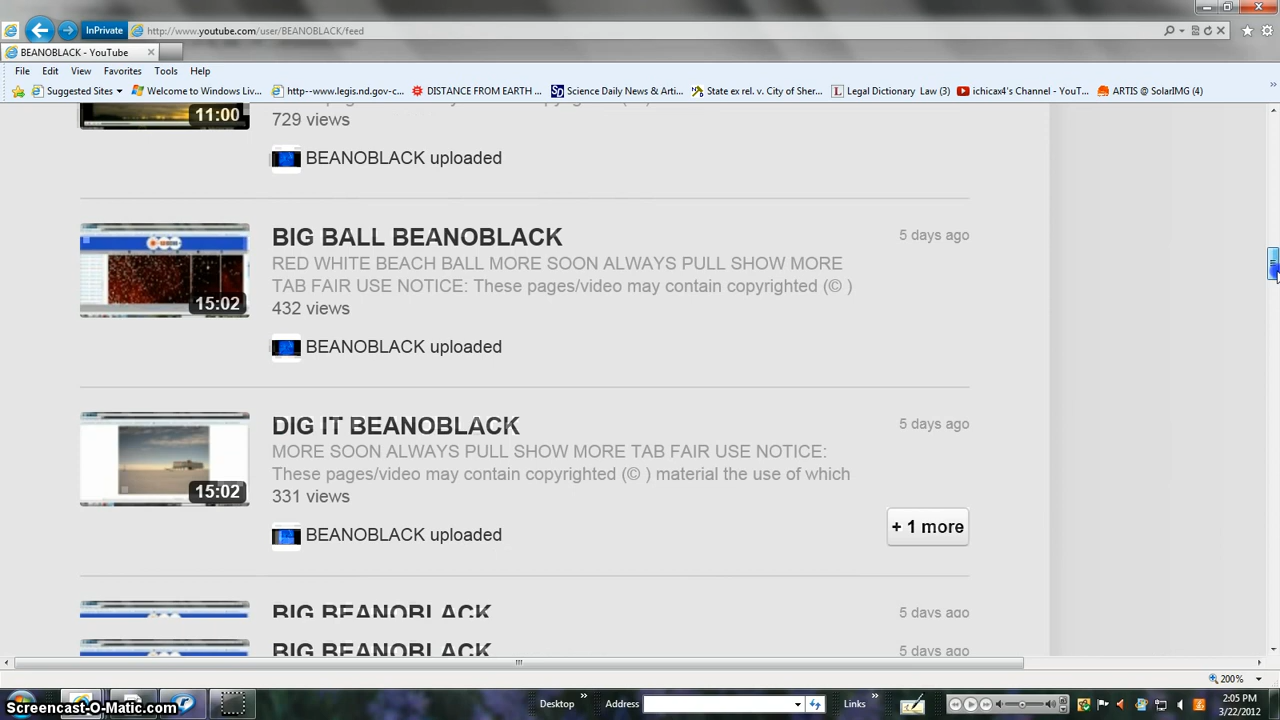 InPrivate
http://www.youtube.com/user/BEANOBLACK/feed
BEANOBLACK - YouTube
File Edit View Favorites Tools Help
Suggested Sites
Windows Welcome to Windows Liv...
http--www.legis.nd.gov-c...
DISTANCE FROM EARTH ...
Science Daily News & Arti...
State ex rel. v. City of Sher...
Legal Dictionary Law (3)
ichicax4's Channel - YouT...
ARTIS @ SolarIMG (4)
11:00
729 views
BEANOBLACK uploaded
BIG BALL BEANOBLACK
5 days ago
RED WHITE BEACH BALL MORE SOON ALWAYS PULL SHOW MORE
TAB FAIR USE NOTICE: These pages/video may contain copyrighted (© )
15:02
432 views
BEANOBLACK uploaded
DIG IT BEANOBLACK
5 days ago
MORE SOON ALWAYS PULL SHOW MORE TAB FAIR USE NOTICE:
These pages/video may contain copyrighted (© ) material the use of which
15:02
331 views
BEANOBLACK uploaded
+ 1 more
BIG BEANOBLACK
5 days ago
BIG BEANOBLACK
5 days ago
200%
Screencast-O-Matic.com
Desktop
Address
Links
2:05 PM
3/22/2012